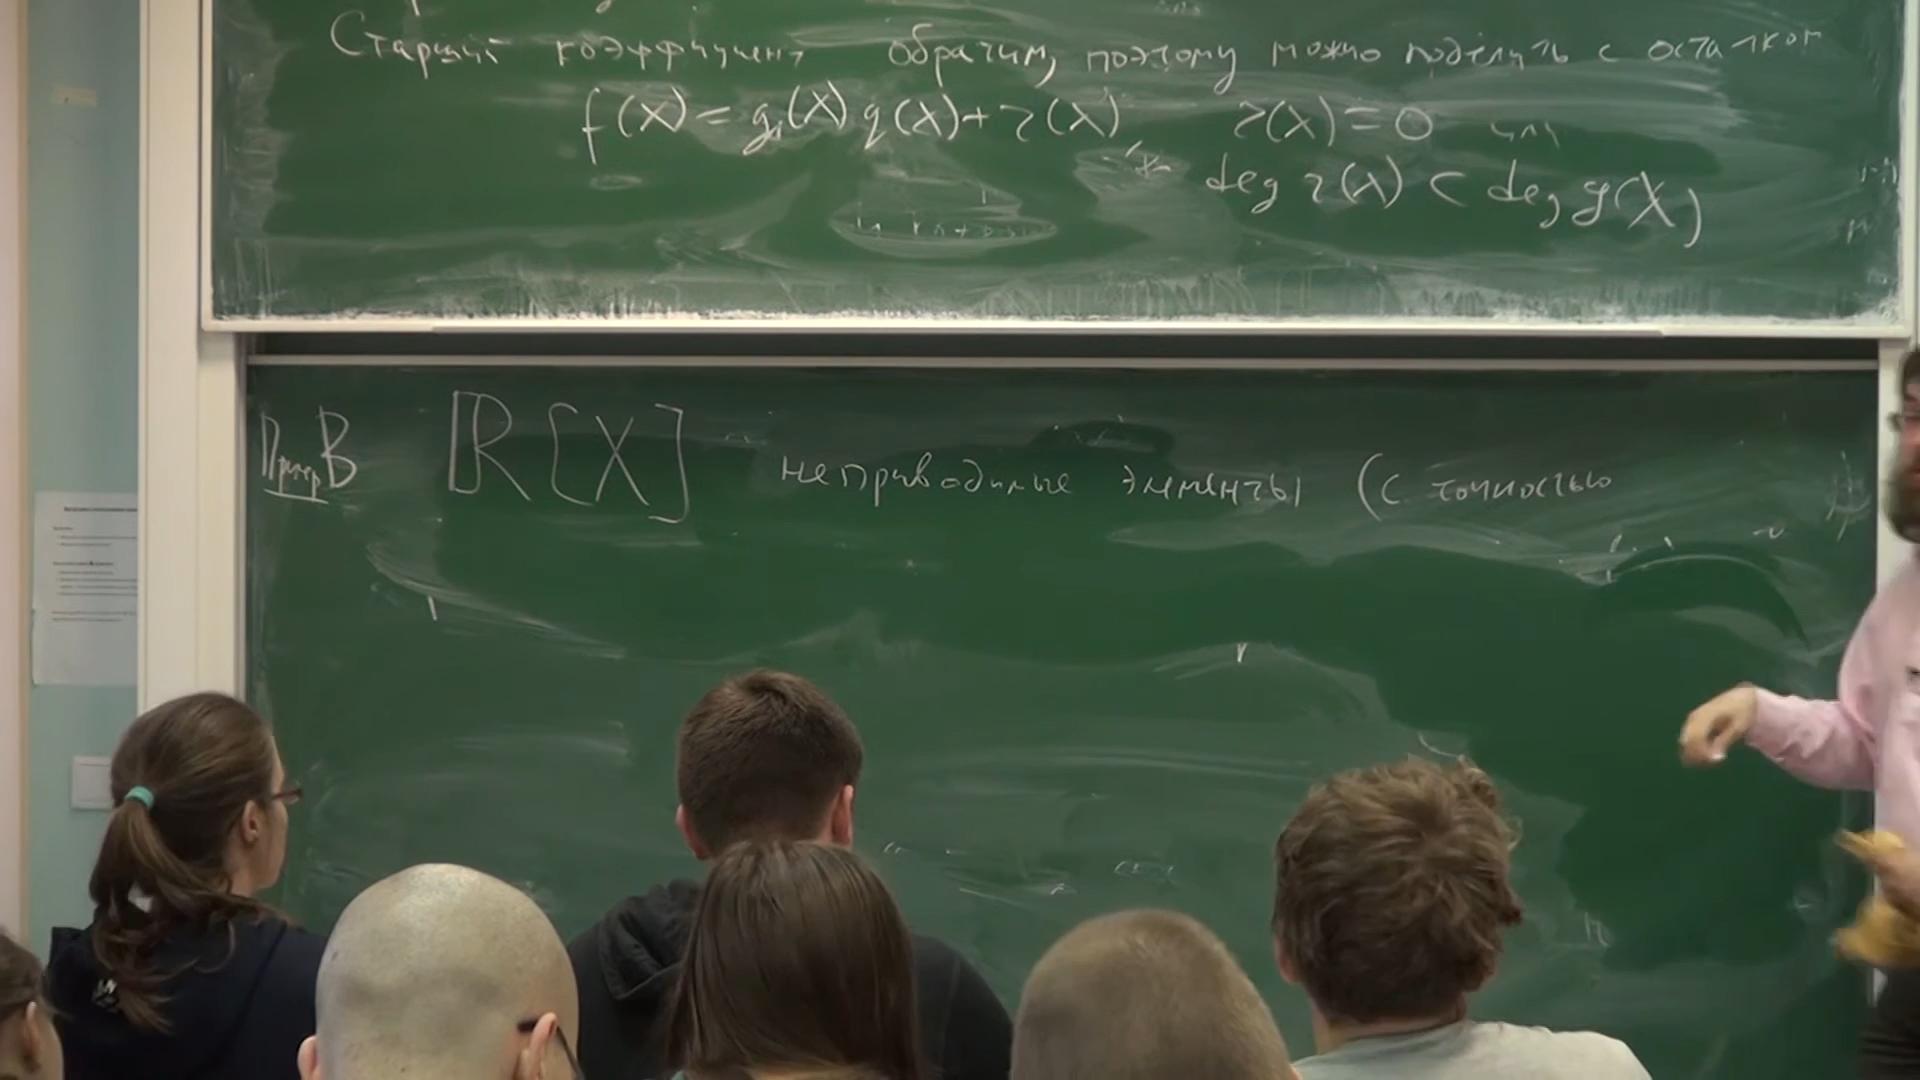 Старший коэффициент обратим, поэтому можно поделить с остатком
f(X) = g(X) q(X) + r(X) r(X) = 0 или
deg r(X) < deg g(X)
Пример В ℝ[X] неприводимые элементы (с точностью